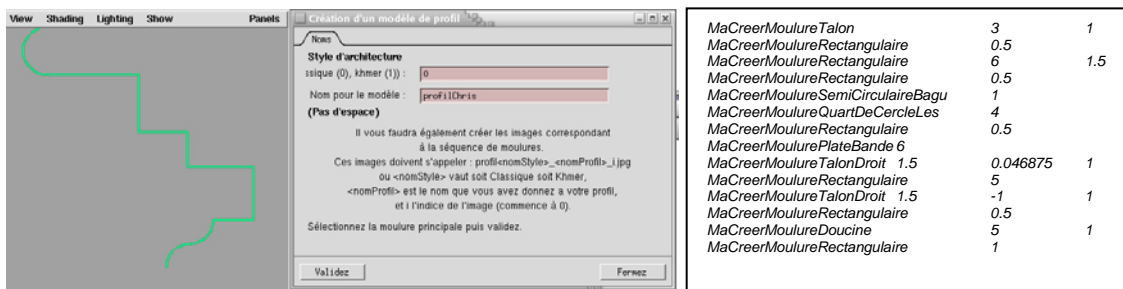 View Shading Lighting Show Panels
Création d'un modèle de profil
Noms
Style d'architecture
ssique (0), khmer (1)) : 0
Nom pour le modèle : profilChris
(Pas d'espace)
Il vous faudra également créer les images correspondant
à la séquence de moulures.
Ces images doivent s'appeler : profil<nomStyle>_<nomProfil>_i.jpg
ou <nomStyle> vaut soit Classique soit Khmer,
<nomProfil> est le nom que vous avez donnez a votre profil,
et i l'indice de l'image (commence à 0).
Sélectionnez la moulure principale puis validez.
Validez Fermez
MaCreerMoulureTalon 3 1
MaCreerMoulureRectangulaire 0.5
MaCreerMoulureRectangulaire 6 1.5
MaCreerMoulureRectangulaire 0.5
MaCreerMoulureSemiCirculaireBagu 1
MaCreerMoulureQuartDeCercleLes 4
MaCreerMoulureRectangulaire 0.5
MaCreerMoulurePlateBande 6
MaCreerMoulureTalonDroit 1.5 0.046875 1
MaCreerMoulureRectangulaire 5
MaCreerMoulureTalonDroit 1.5 -1 1
MaCreerMoulureRectangulaire 0.5
MaCreerMoulureDoucine 5 1
MaCreerMoulureRectangulaire 1